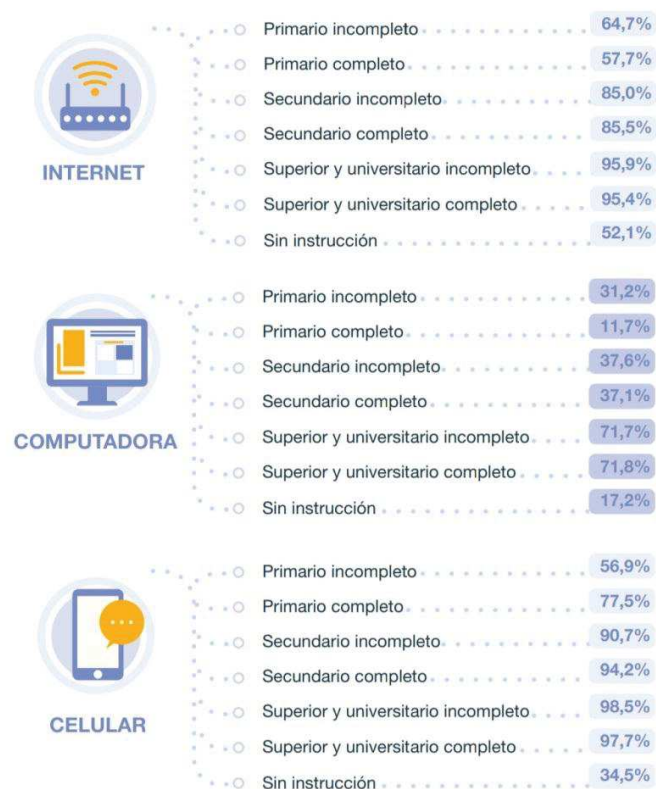 INTERNET
Primario incompleto 64,7%
Primario completo 57,7%
Secundario incompleto 85,0%
Secundario completo 85,5%
Superior y universitario incompleto 95,9%
Superior y universitario completo 95,4%
Sin instrucción 52,1%
COMPUTADORA
Primario incompleto 31,2%
Primario completo 11,7%
Secundario incompleto 37,6%
Secundario completo 37,1%
Superior y universitario incompleto 71,7%
Superior y universitario completo 71,8%
Sin instrucción 17,2%
CELULAR
Primario incompleto 56,9%
Primario completo 77,5%
Secundario incompleto 90,7%
Secundario completo 94,2%
Superior y universitario incompleto 98,5%
Superior y universitario completo 97,7%
Sin instrucción 34,5%